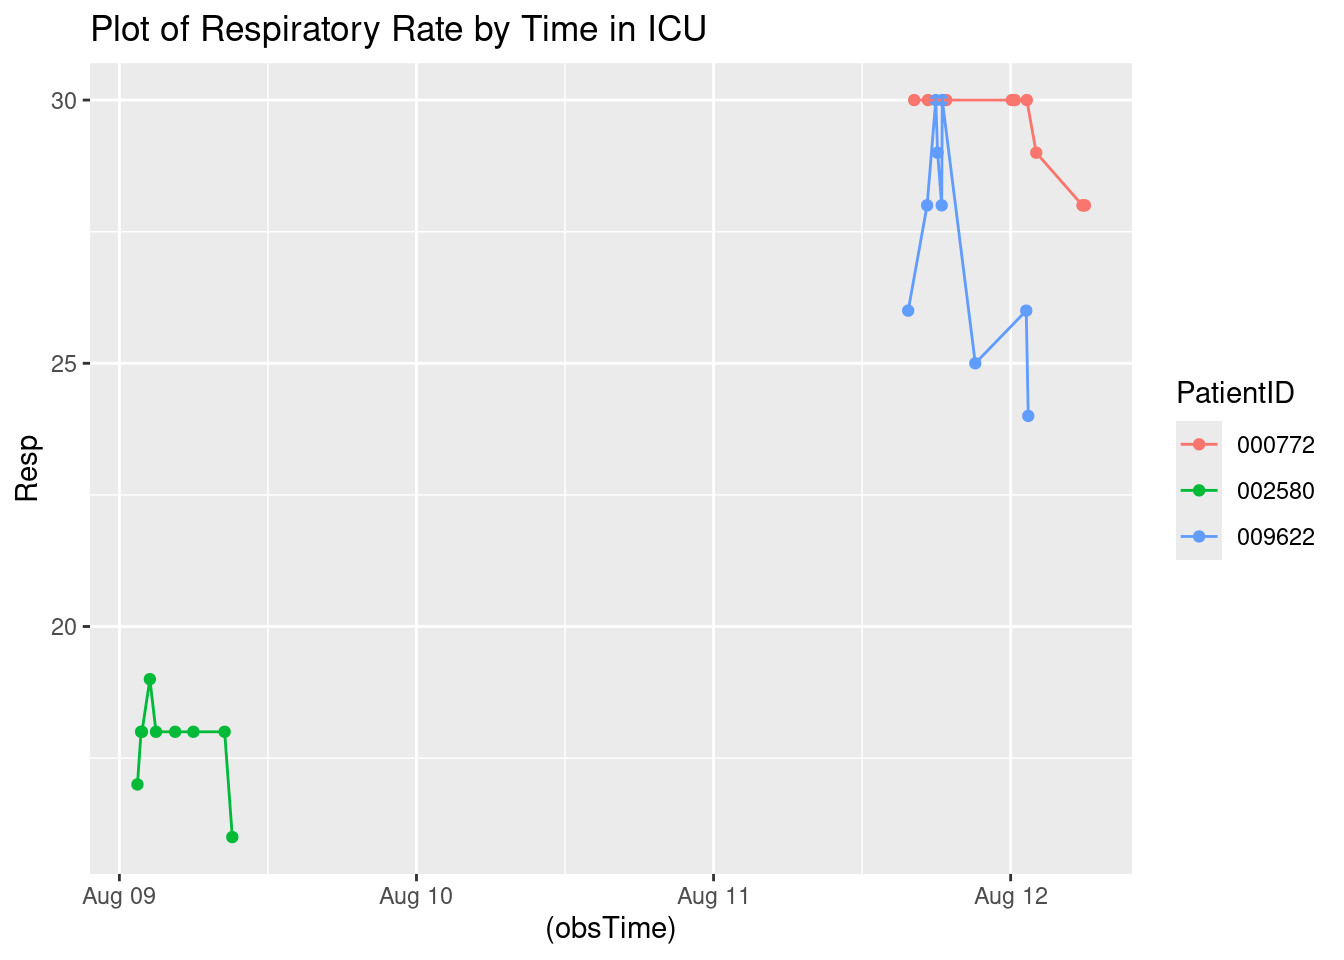 Plot of Respiratory Rate by Time in ICU
30
25
20
Resp
Aug 09 Aug 10 Aug 11 Aug 12
(obsTime)
PatientID
000772
002580
009622